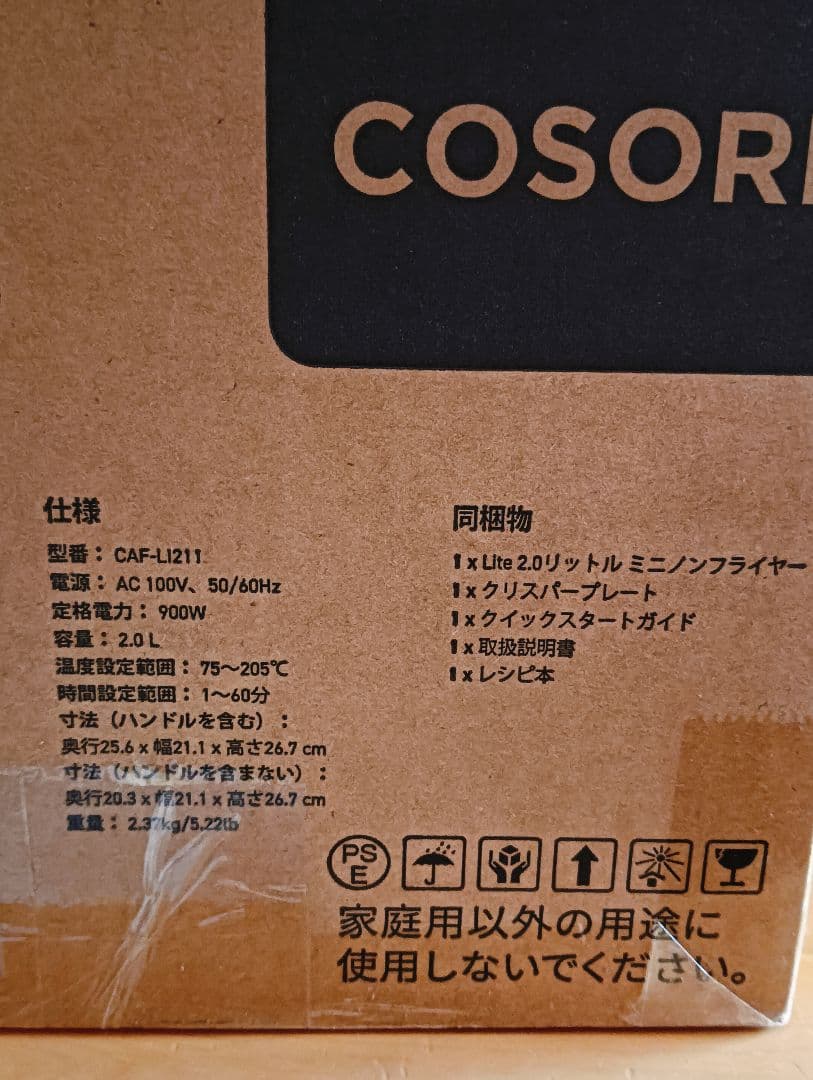 COSORI
仕様
型番： CAF-LI211
電源： AC 100V、50/60Hz
定格電力： 900W
容量： 2.0 L
温度設定範囲： 75～205℃
時間設定範囲： 1～60分
寸法（ハンドルを含む）：
奥行25.6 x 幅21.1 x 高さ26.7 cm
寸法（ハンドルを含まない）：
奥行20.3 x 幅21.1 x 高さ26.7 cm
重量： 2.37kg/5.22lb
同梱物
1 x Lite 2.0リットル ミニノンフライヤー
1 x クリスパープレート
1 x クイックスタートガイド
1 x 取扱説明書
1 x レシピ本
PS
E
家庭用以外の用途に
使用しないでください。